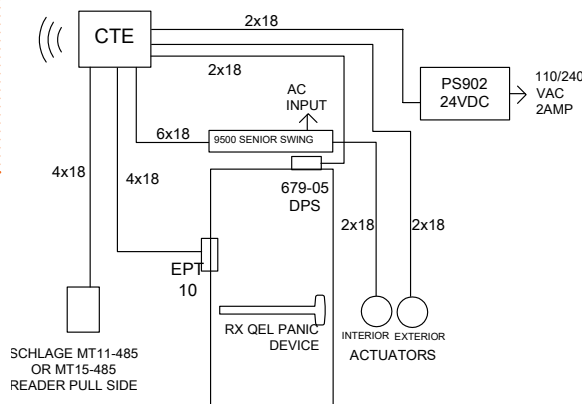 2x18
CTE
2x18
AC
INPUT
PS902
24VDC
110/240
VAC
2AMP
6x18
9500 SENIOR SWING
4x18
4x18
679-05
DPS
2x18
2x18
EPT
10
RX QEL PANIC
DEVICE
INTERIOR
EXTERIOR
ACTUATORS
SCHLAGE MT11-485
OR MT15-485
READER PULL SIDE